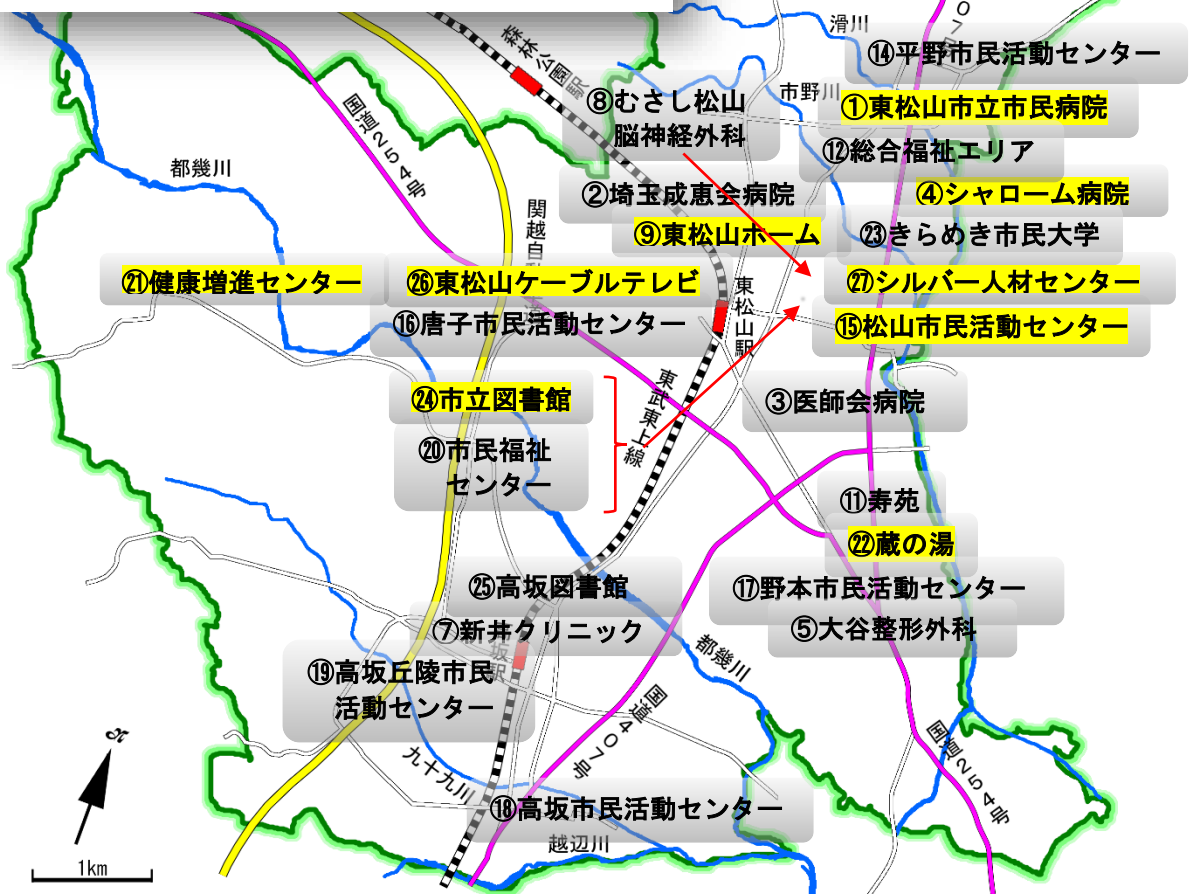 滑川
０７号
⑭平野市民活動センター
森林公園駅
市野川
⑧むさし松山
脳神経外科
①東松山市立市民病院
国道２５４号
⑫総合福祉エリア
都幾川
②埼玉成恵会病院
④シャローム病院
関越自動
⑨東松山ホーム
㉓きらめき市民大学
㉑健康増進センター
㉖東松山ケーブルテレビ
㉗シルバー人材センター
東松山駅
⑯唐子市民活動センター
⑮松山市民活動センター
東武東上線
㉔市立図書館
③医師会病院
⑳市民福祉
センター
⑪寿苑
㉒蔵の湯
㉕高坂図書館
⑰野本市民活動センター
⑦新井クリニック
⑤大谷整形外科
坂駅
都幾川
⑲高坂丘陵市民
活動センター
国道４０７号
国道２５４号
九十九川
⑱高坂市民活動センター
越辺川
1km